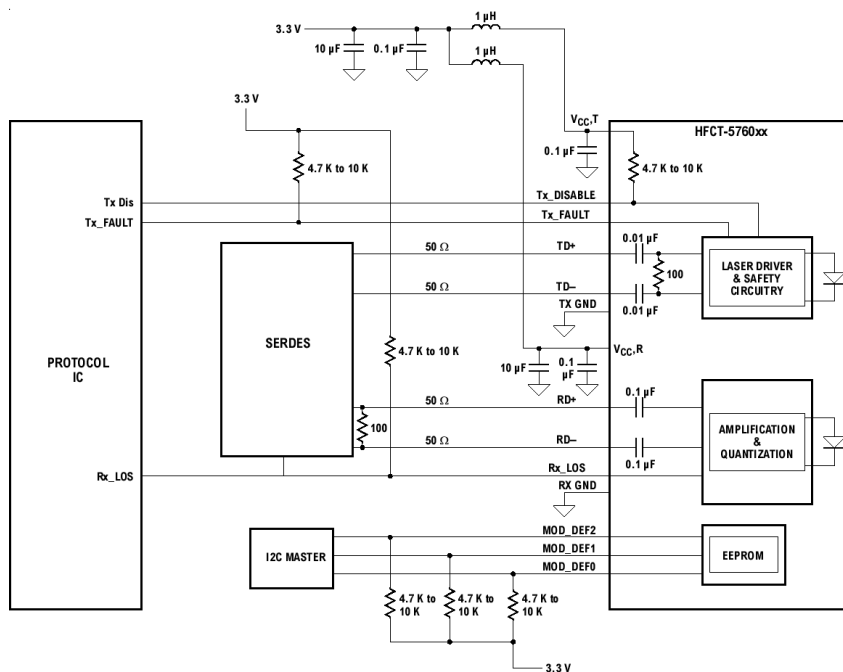 1 µH
3.3 V
10 µF
0.1 µF
1 µH
3.3 V
V_CC,T
HFCT-5760xx
0.1 µF
4.7 K to 10 K
4.7 K to 10 K
Tx Dis
Tx_DISABLE
Tx_FAULT
Tx_FAULT
50 Ω
TD+
0.01 µF
LASER DRIVER
& SAFETY
CIRCUITRY
100
50 Ω
TD–
TX GND
0.01 µF
SERDES
PROTOCOL
IC
4.7 K to 10 K
V_CC,R
10 µF
0.1
µF
50 Ω
RD+
0.1 µF
100
AMPLIFICATION
&
QUANTIZATION
50 Ω
RD–
0.1 µF
Rx_LOS
Rx_LOS
RX GND
I2C MASTER
MOD_DEF2
MOD_DEF1
MOD_DEF0
EEPROM
4.7 K to
10 K
4.7 K to
10 K
4.7 K to
10 K
3.3 V